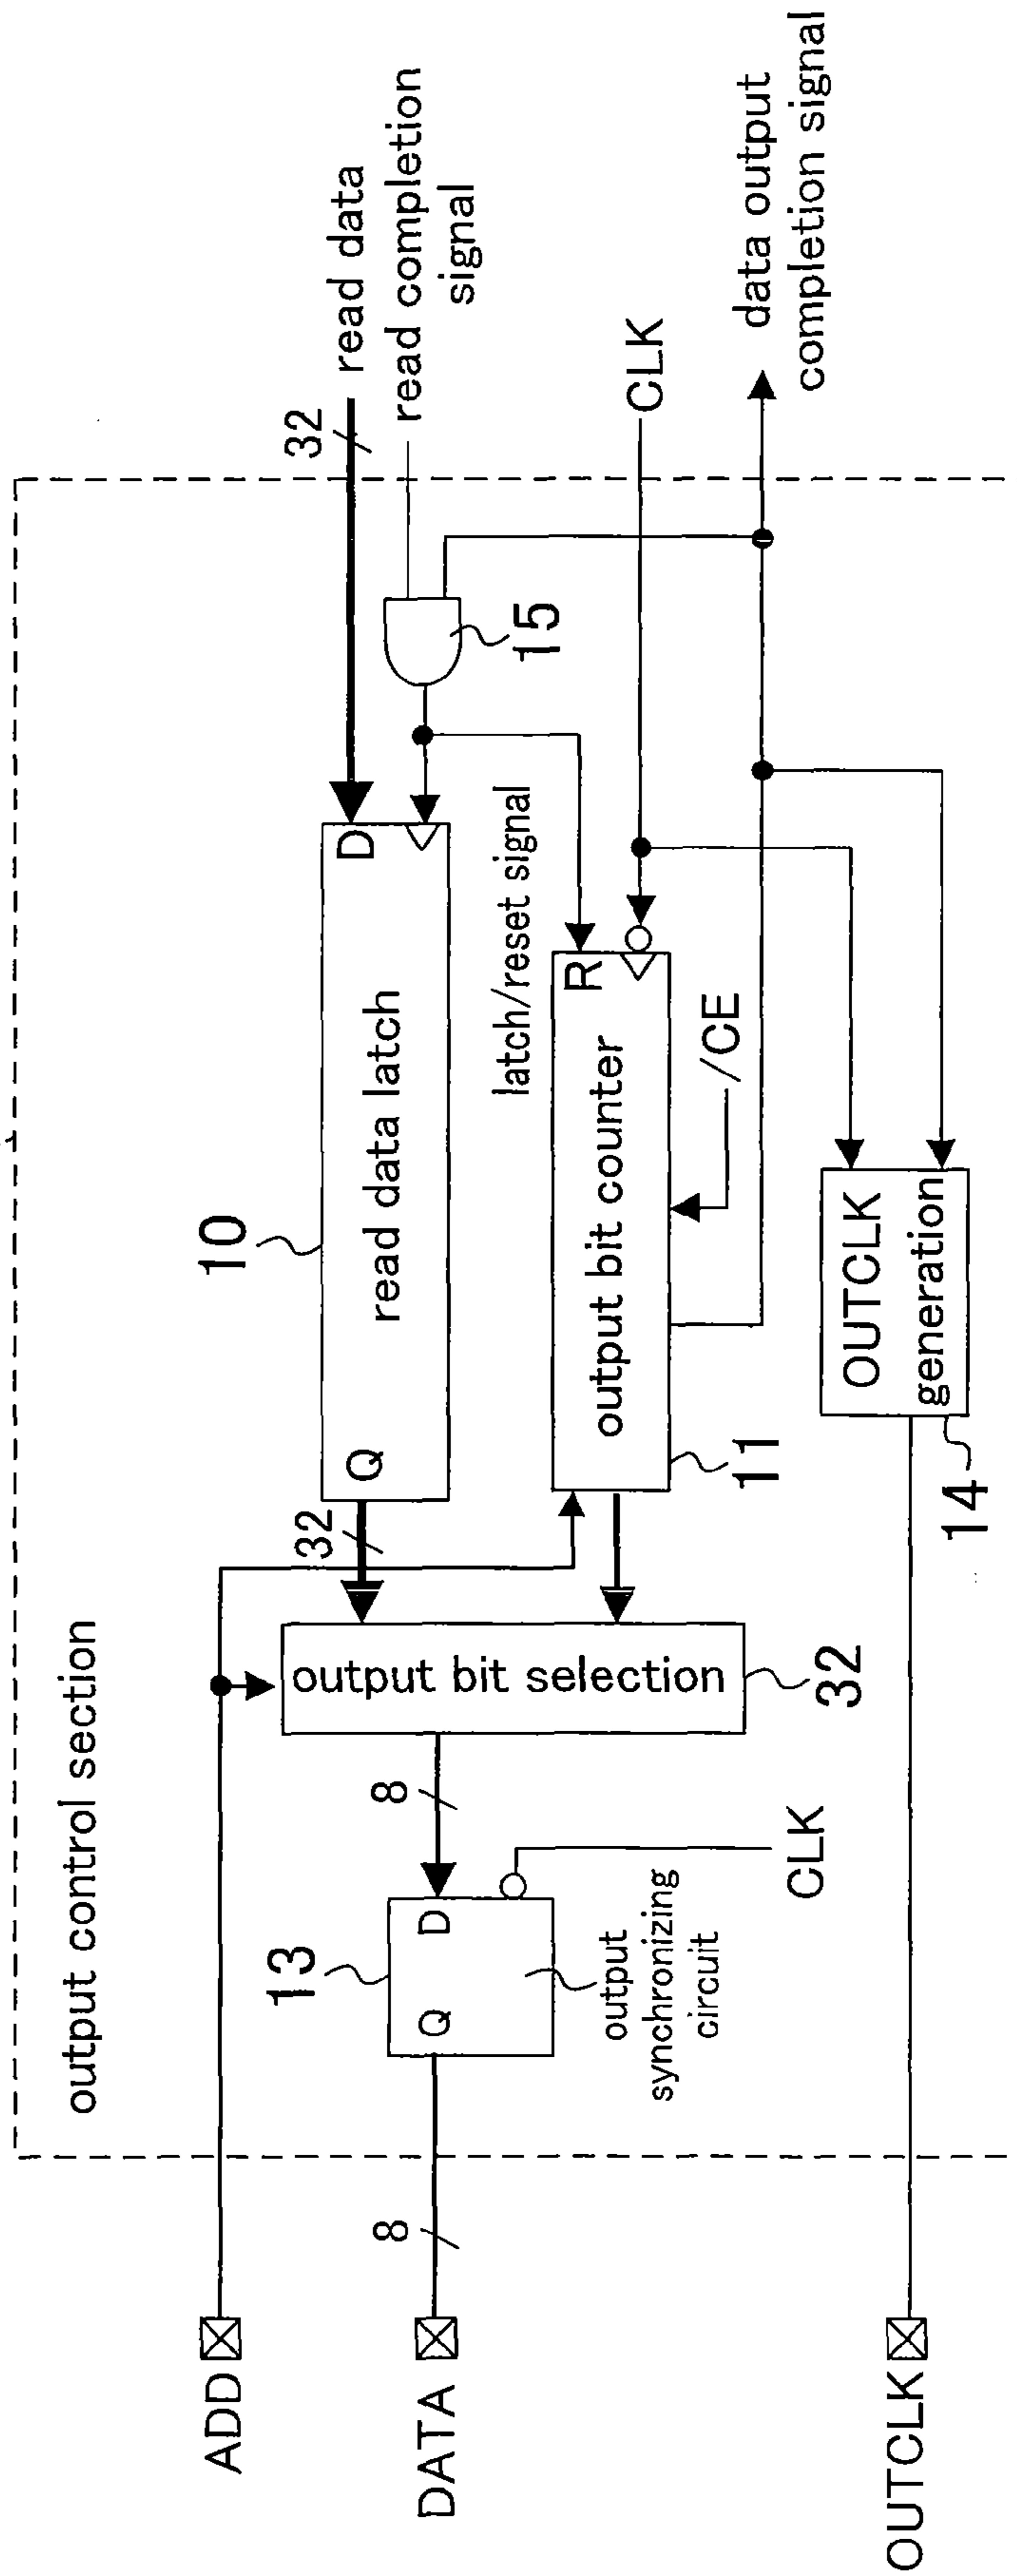 output control section
ADD
DATA
OUTCLK
8
13
Q
D
output
synchronizing
circuit
CLK
8
output bit selection
32
32
10
Q
read data latch
D
latch/reset signal
11
output bit counter
R
/CE
14
OUTCLK
generation
15
32
read data
read completion
signal
CLK
data output
completion signal